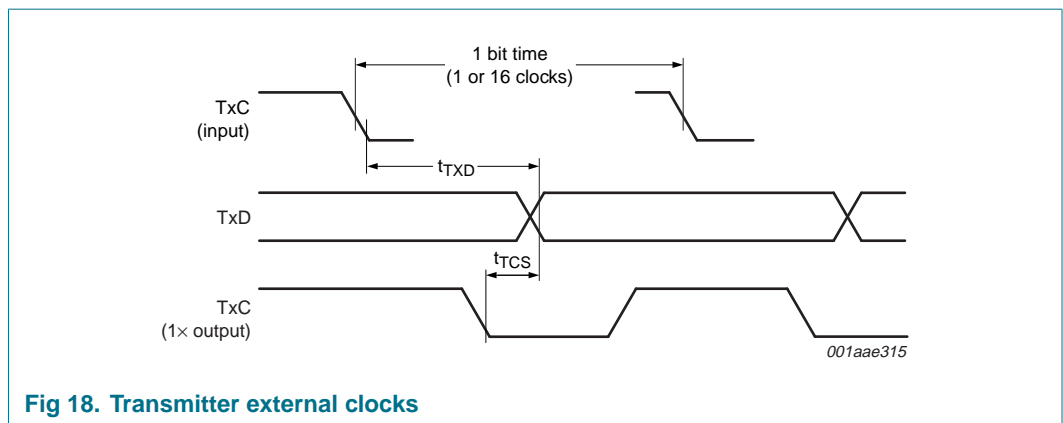 1 bit time
(1 or 16 clocks)
TxC
(input)
tTXD
TxD
tTCS
TxC
(1× output)
001aae315
Fig 18. Transmitter external clocks